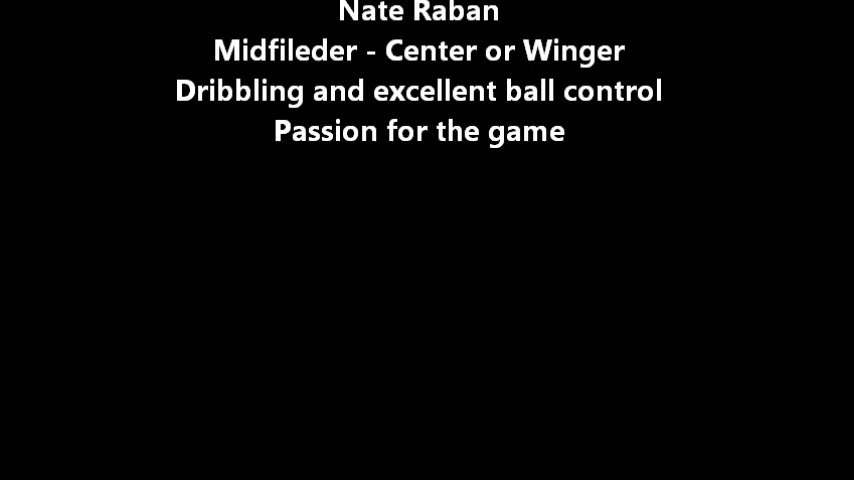 Nate Raban
Midfileder - Center or Winger
Dribbling and excellent ball control
Passion for the game